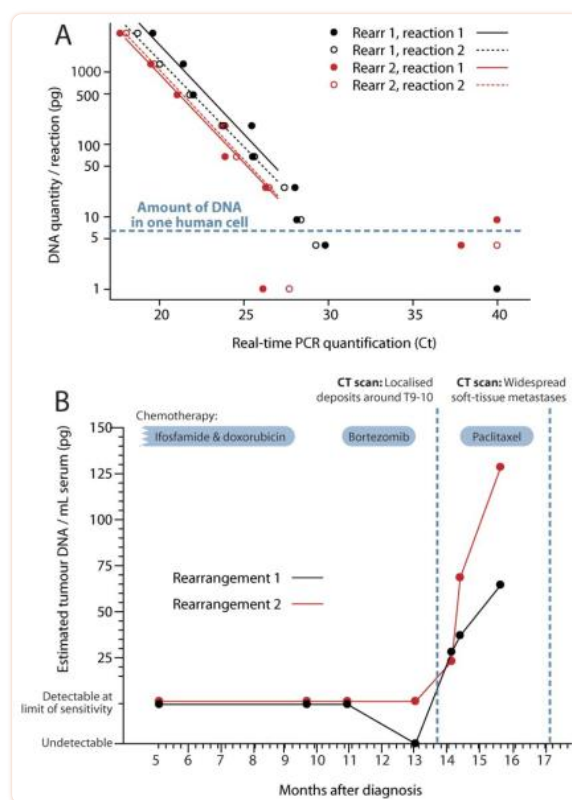 A
Rearr 1, reaction 1
Rearr 1, reaction 2
Rearr 2, reaction 1
Rearr 2, reaction 2
DNA quantity / reaction (pg)
1000
500
100
50
10
5
1
Amount of DNA
in one human cell
20 25 30 35 40
Real-time PCR quantification (Ct)
B
CT scan: Localised
deposits around T9-10
CT scan: Widespread
soft-tissue metastases
Chemotherapy:
Ifosfamide & doxorubicin
Bortezomib
Paclitaxel
Estimated tumour DNA / mL serum (pg)
150
125
100
75
50
25
Rearrangement 1
Rearrangement 2
Detectable at
limit of sensitivity
Undetectable
5 6 7 8 9 10 11 12 13 14 15 16 17
Months after diagnosis